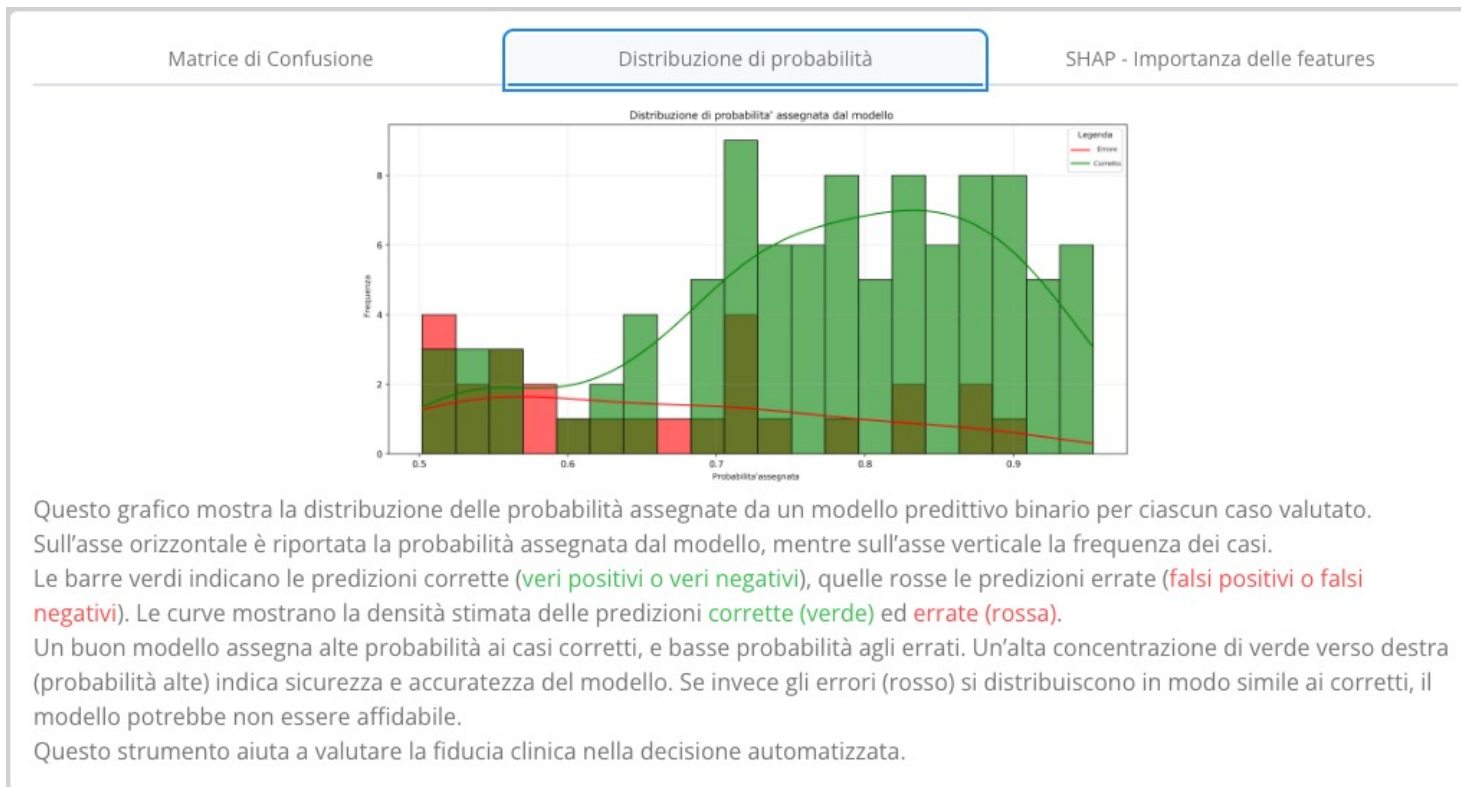 Matrice di Confusione
Distribuzione di probabilità
SHAP - Importanza delle features
Distribuzione di probabilita' assegnata dal modello
Legenda
Errore
Corretto
Frequenza
8
6
4
2
0
0.5
0.6
0.7
0.8
0.9
Probabilita'assegnata
Questo grafico mostra la distribuzione delle probabilità assegnate da un modello predittivo binario per ciascun caso valutato.
Sull’asse orizzontale è riportata la probabilità assegnata dal modello, mentre sull’asse verticale la frequenza dei casi.
Le barre verdi indicano le predizioni corrette (veri positivi o veri negativi), quelle rosse le predizioni errate (falsi positivi o falsi
negativi). Le curve mostrano la densità stimata delle predizioni corrette (verde) ed errate (rossa).
Un buon modello assegna alte probabilità ai casi corretti, e basse probabilità agli errati. Un’alta concentrazione di verde verso destra
(probabilità alte) indica sicurezza e accuratezza del modello. Se invece gli errori (rosso) si distribuiscono in modo simile ai corretti, il
modello potrebbe non essere affidabile.
Questo strumento aiuta a valutare la fiducia clinica nella decisione automatizzata.